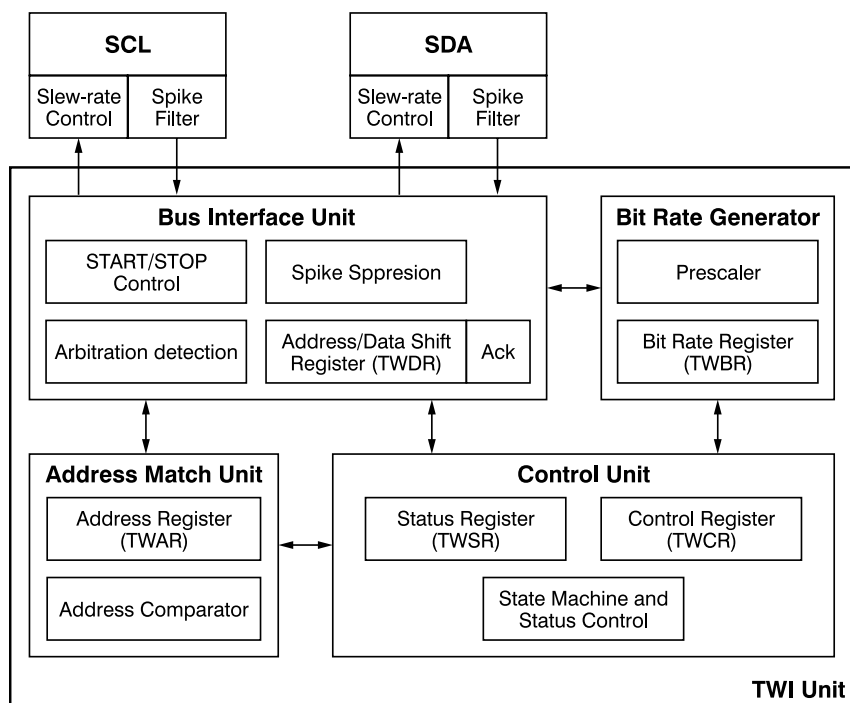 SCL
SDA
Slew-rate
Control
Spike
Filter
Slew-rate
Control
Spike
Filter
Bus Interface Unit
START/STOP
Control
Spike Sppresion
Arbitration detection
Address/Data Shift
Register (TWDR)
Ack
Bit Rate Generator
Prescaler
Bit Rate Register
(TWBR)
Address Match Unit
Address Register
(TWAR)
Address Comparator
Control Unit
Status Register
(TWSR)
Control Register
(TWCR)
State Machine and
Status Control
TWI Unit